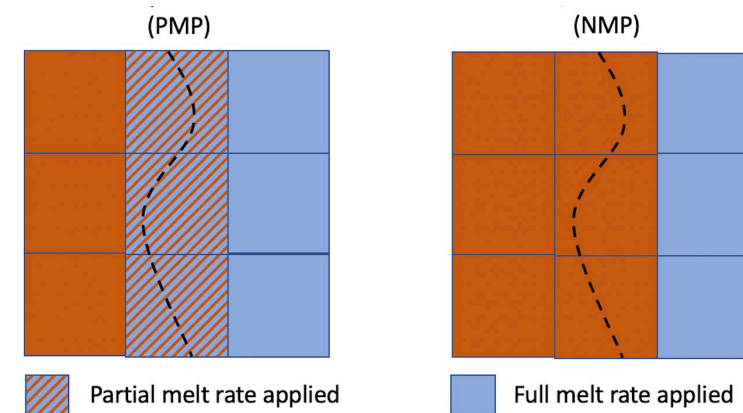 (PMP)
(NMP)
Partial melt rate applied
Full melt rate applied